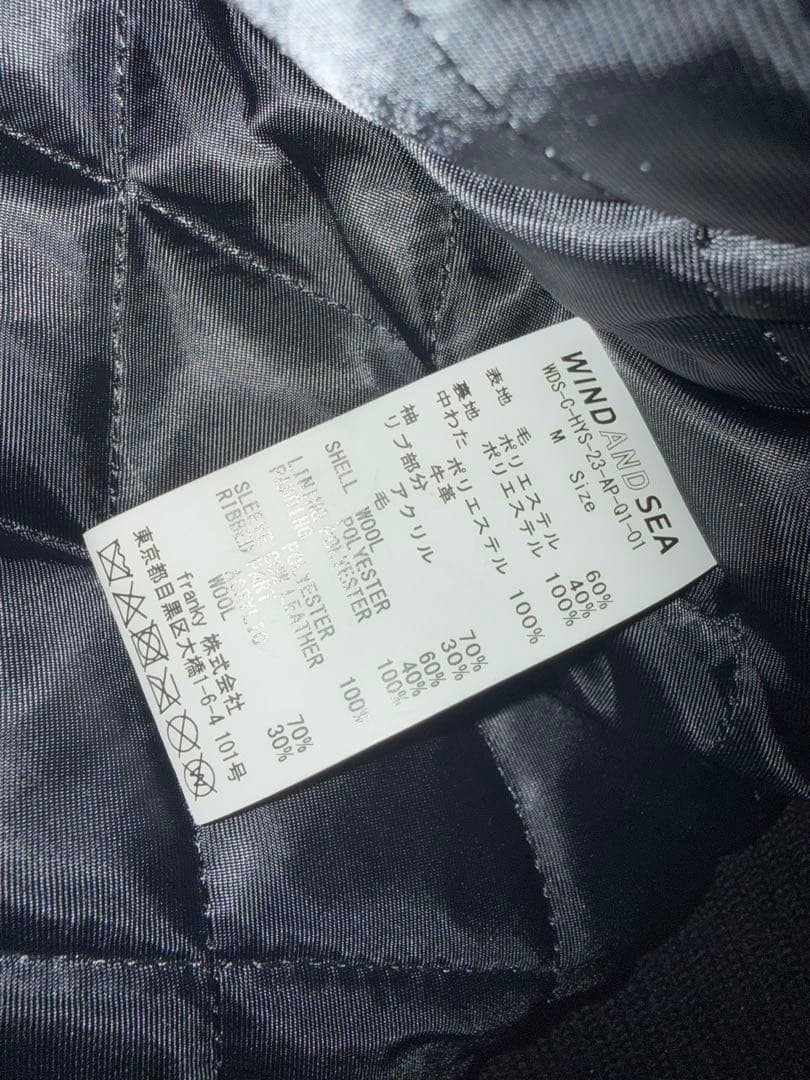 WIND AND SEA
WDS-C-HYS-23-AP-Q1-01
M Size
表地 毛 60%
ポリエステル 40%
裏地 ポリエステル 100%
中わた ポリエステル 100%
袖 牛革
リブ部分 アクリル 70%
毛 30%
SHELL WOOL 60%
POLYESTER 40%
LINING POLYESTER 100%
PADDING POLYESTER 100%
SLEEVE COW LEATHER
RIBBED PART ACRYLIC 70%
WOOL 30%
franky 株式会社
東京都目黒区大橋1-6-4 101号